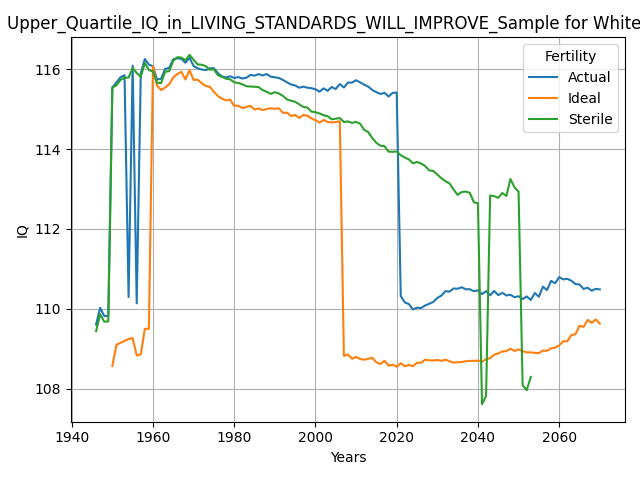 Upper_Quartile_IQ_in_LIVING_STANDARDS_WILL_IMPROVE_Sample for White
Fertility
Actual
Ideal
Sterile
116
114
112
110
108
IQ
1940
1960
1980
2000
2020
2040
2060
Years